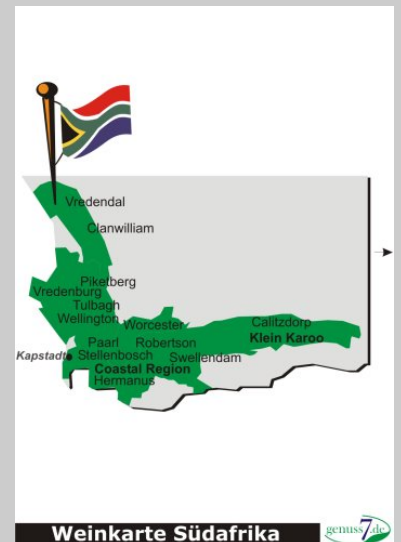 Vredendal
Clanwilliam
Piketberg
Vredenburg
Tulbagh
Wellington
Worcester
Calitzdorp
Paarl Robertson
Klein Karoo
Kapstadt Stellenbosch Swellendam
Coastal Region
Hermanus
Weinkarte Südafrika
genuss7.de